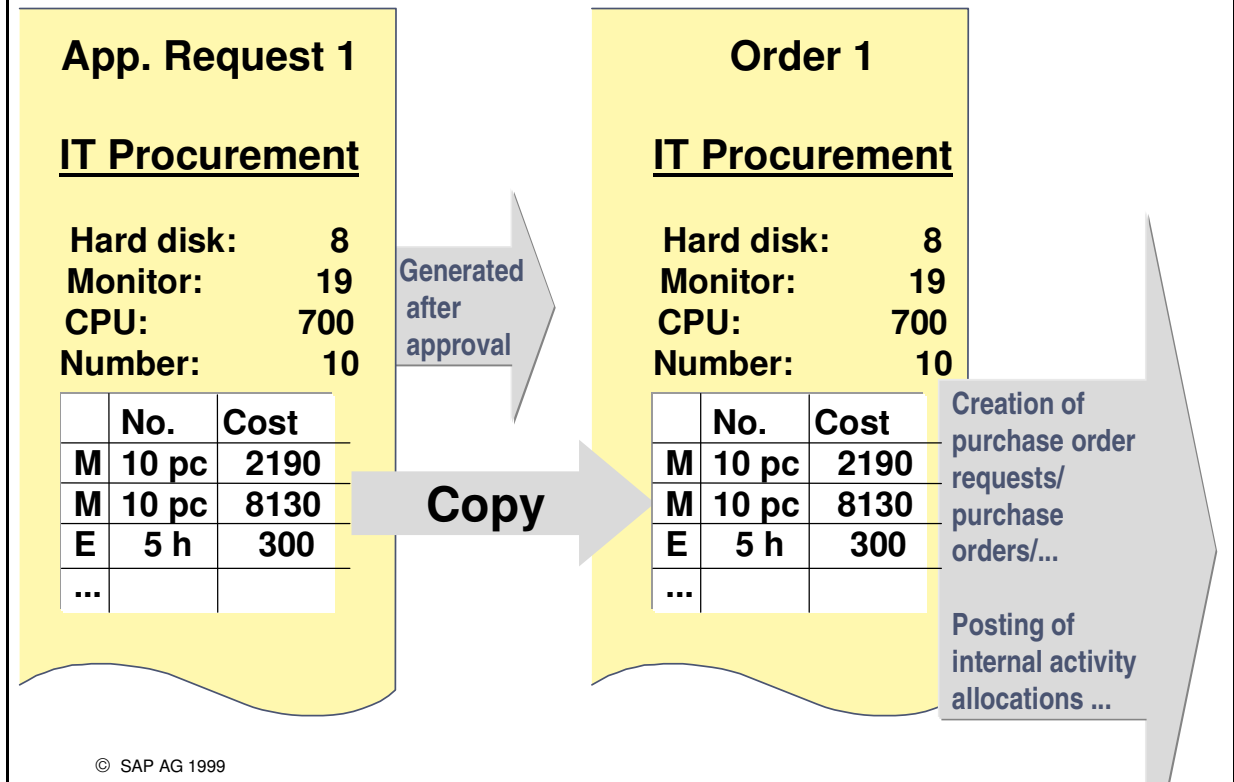 App. Request 1
IT Procurement
Hard disk: 8
Monitor: 19
CPU: 700
Number: 10
No. Cost
M 10 pc 2190
M 10 pc 8130
E 5 h 300
...
Generated
after
approval
Copy
Order 1
IT Procurement
Hard disk: 8
Monitor: 19
CPU: 700
Number: 10
No. Cost
M 10 pc 2190
M 10 pc 8130
E 5 h 300
...
Creation of
purchase order
requests/
purchase
orders/...
Posting of
internal activity
allocations ...
© SAP AG 1999